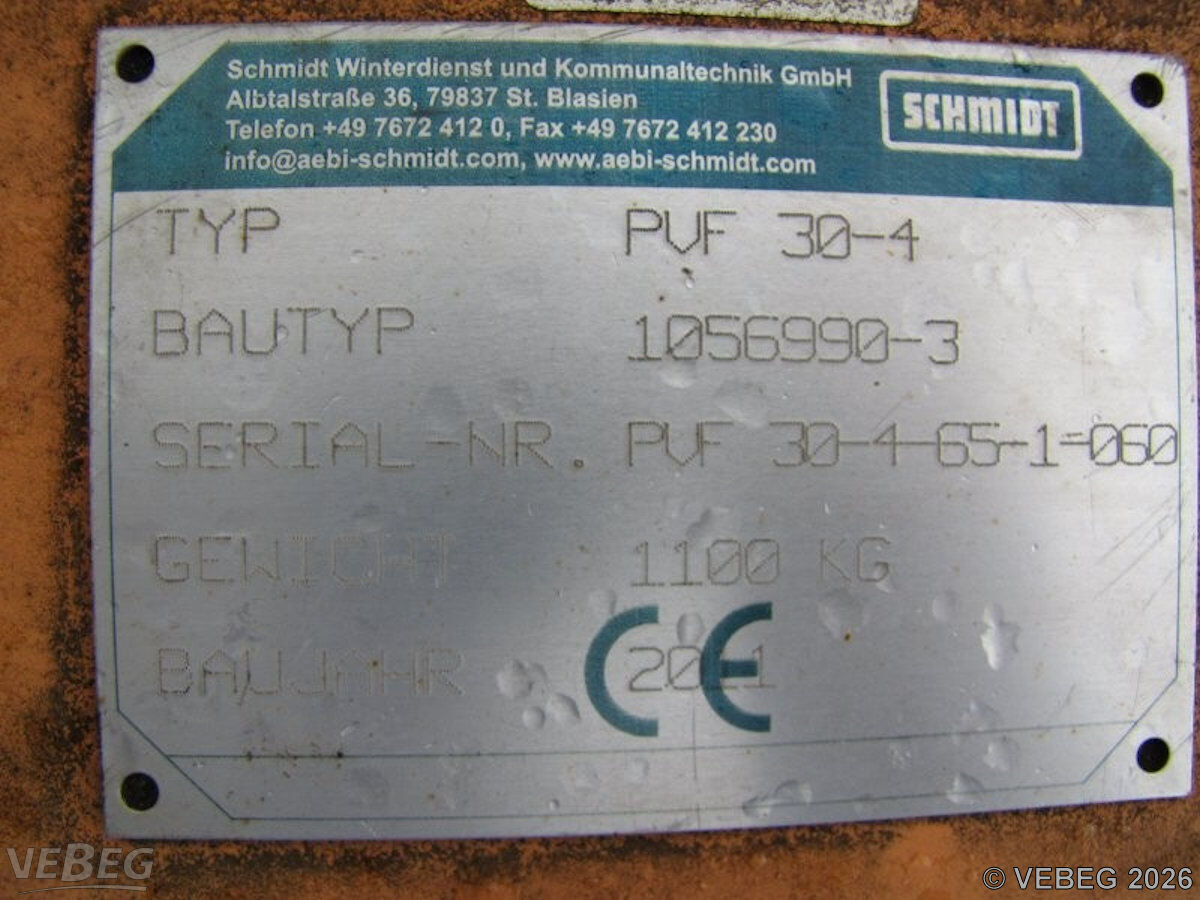 Schmidt Winterdienst und Kommunaltechnik GmbH
Albtalstraße 36, 79837 St. Blasien
Telefon +49 7672 412 0, Fax +49 7672 412 230
info@aebi-schmidt.com, www.aebi-schmidt.com
SCHMIDT
TYP PVF 30-4
BAUTYP 1056990-3
SERIAL-NR. PVF 30-4-65-1-060
GEWICHT 1100 KG
BAUJAHR 2011
CE
VEBEG
© VEBEG 2026